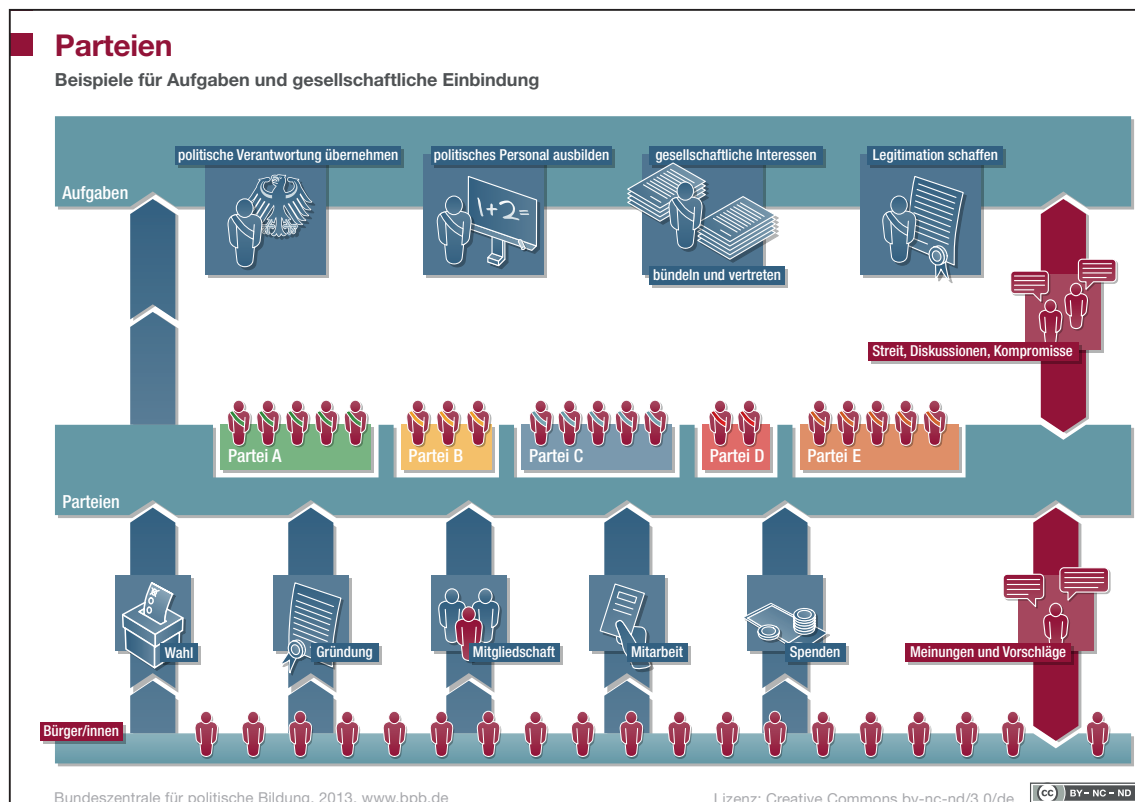 Parteien
Beispiele für Aufgaben und gesellschaftliche Einbindung
politische Verantwortung übernehmen
politisches Personal ausbilden
gesellschaftliche Interessen
Legitimation schaffen
Aufgaben
1+2=
bündeln und vertreten
Streit, Diskussionen, Kompromisse
Partei A
Partei B
Partei C
Partei D
Partei E
Parteien
Wahl
Gründung
Mitgliedschaft
Mitarbeit
Spenden
Meinungen und Vorschläge
Bürger/innen
Bundeszentrale für politische Bildung, 2013, www.bpb.de
Lizenz: Creative Commons by-nc-nd/3.0/de
cc BY - NC - ND